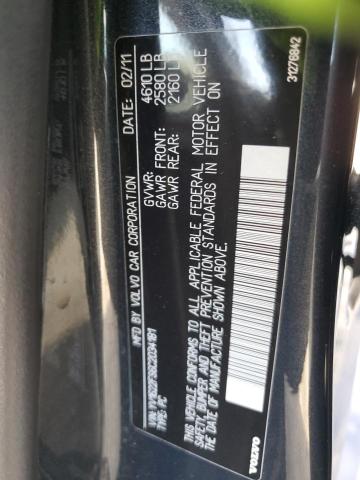 MFD. BY VOLVO CAR CORPORATION DATE: 02/11
GVWR: 4610 LB
GAWR FRONT: 2580 LB
GAWR REAR: 2160 LB
TYPE: PC
THIS VEHICLE CONFORMS TO ALL APPLICABLE FEDERAL MOTOR VEHICLE
SAFETY, BUMPER AND THEFT PREVENTION STANDARDS IN EFFECT ON
DATE OF MANUFACTURE SHOWN ABOVE.
VOLVO 31276842